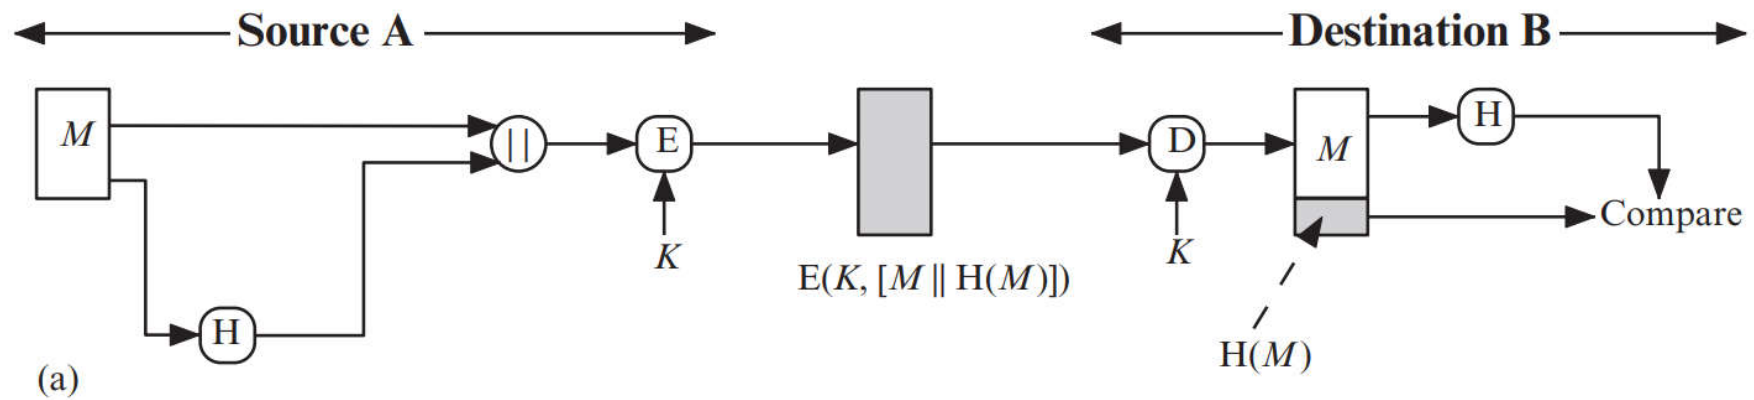 Source A Destination B
M || E D M H
Compare
K K
E(K, [M || H(M)])
H
H(M)
(a)